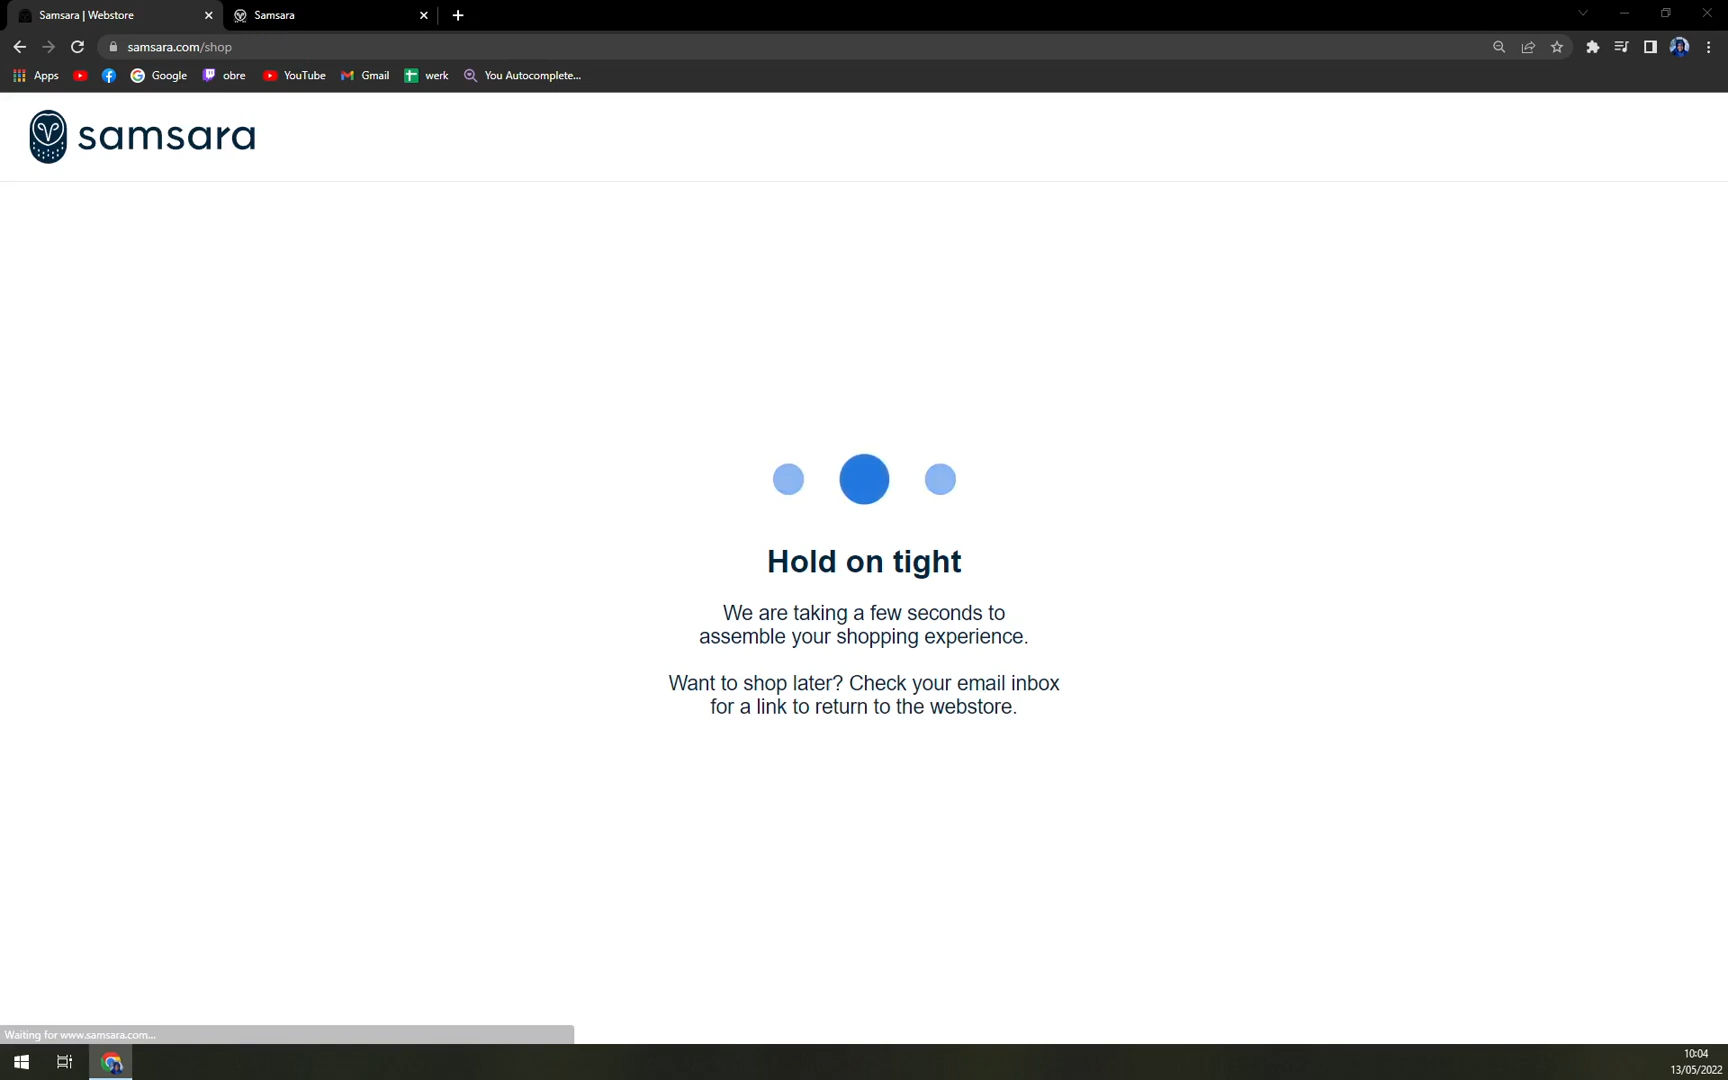 Samsara | Webstore
Samsara
samsara.com/shop
Apps
Google
obre
YouTube
Gmail
werk
You Autocomplete...
samsara
Hold on tight
We are taking a few seconds to
assemble your shopping experience.
Want to shop later? Check your email inbox
for a link to return to the webstore.
Waiting for www.samsara.com...
10:04
13/05/2022